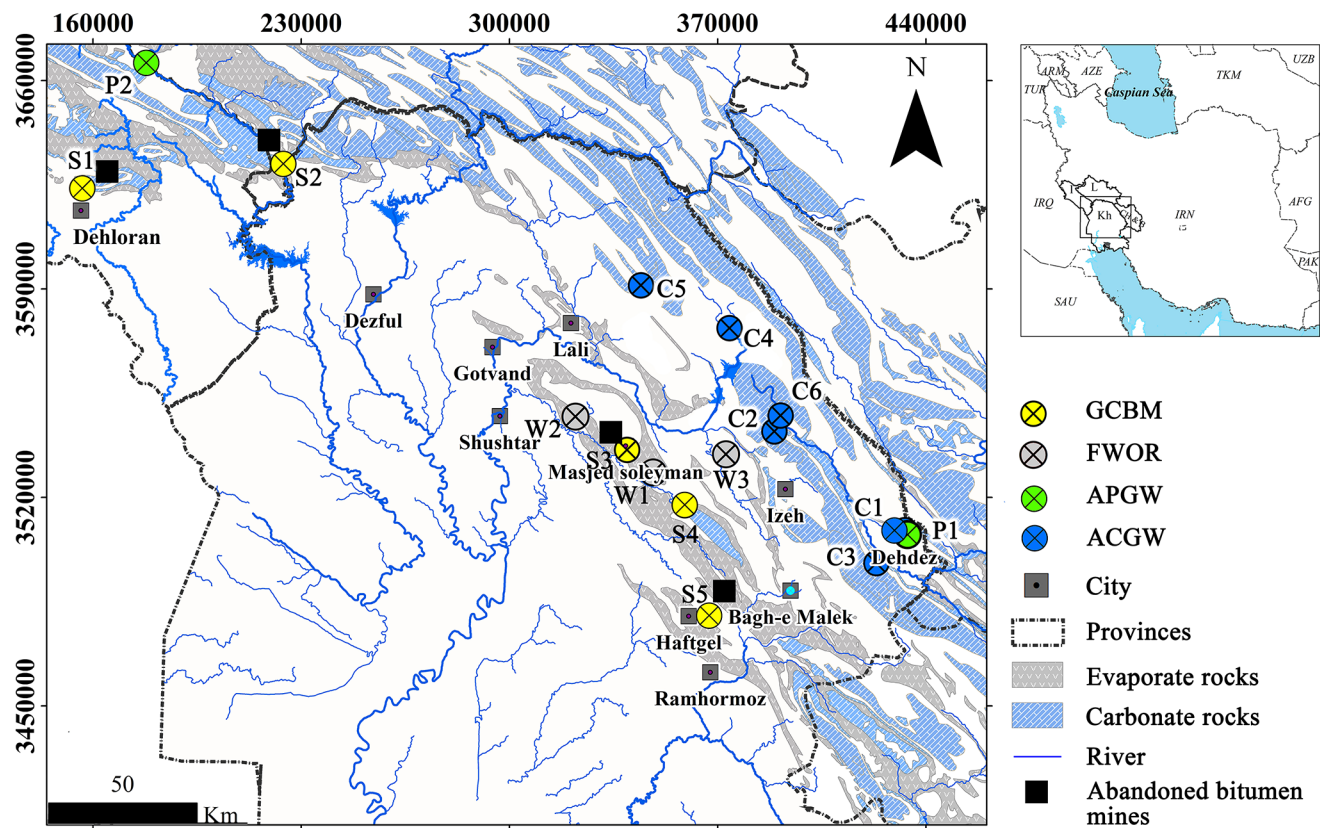 160000 230000 300000 370000 440000
3660000
3590000
3520000
3450000
N
P2
S1
S2
Dehloran
Dezful
C5
C4
Lali
Gotvand
Shushtar
W2
C6
C2
S3
Masjed soleyman
W1
W3
Izeh
S4
C1
P1
Dehdez
C3
S5
Bagh-e Malek
Haftgel
Ramhormoz
50
Km
ARM
AZE
TUR
Caspian Sea
TKM
UZB
IRQ
L
Kh
IRN
AFG
PAK
SAU
GCBM
FWOR
APGW
ACGW
City
Provinces
Evaporate rocks
Carbonate rocks
River
Abandoned bitumen
mines